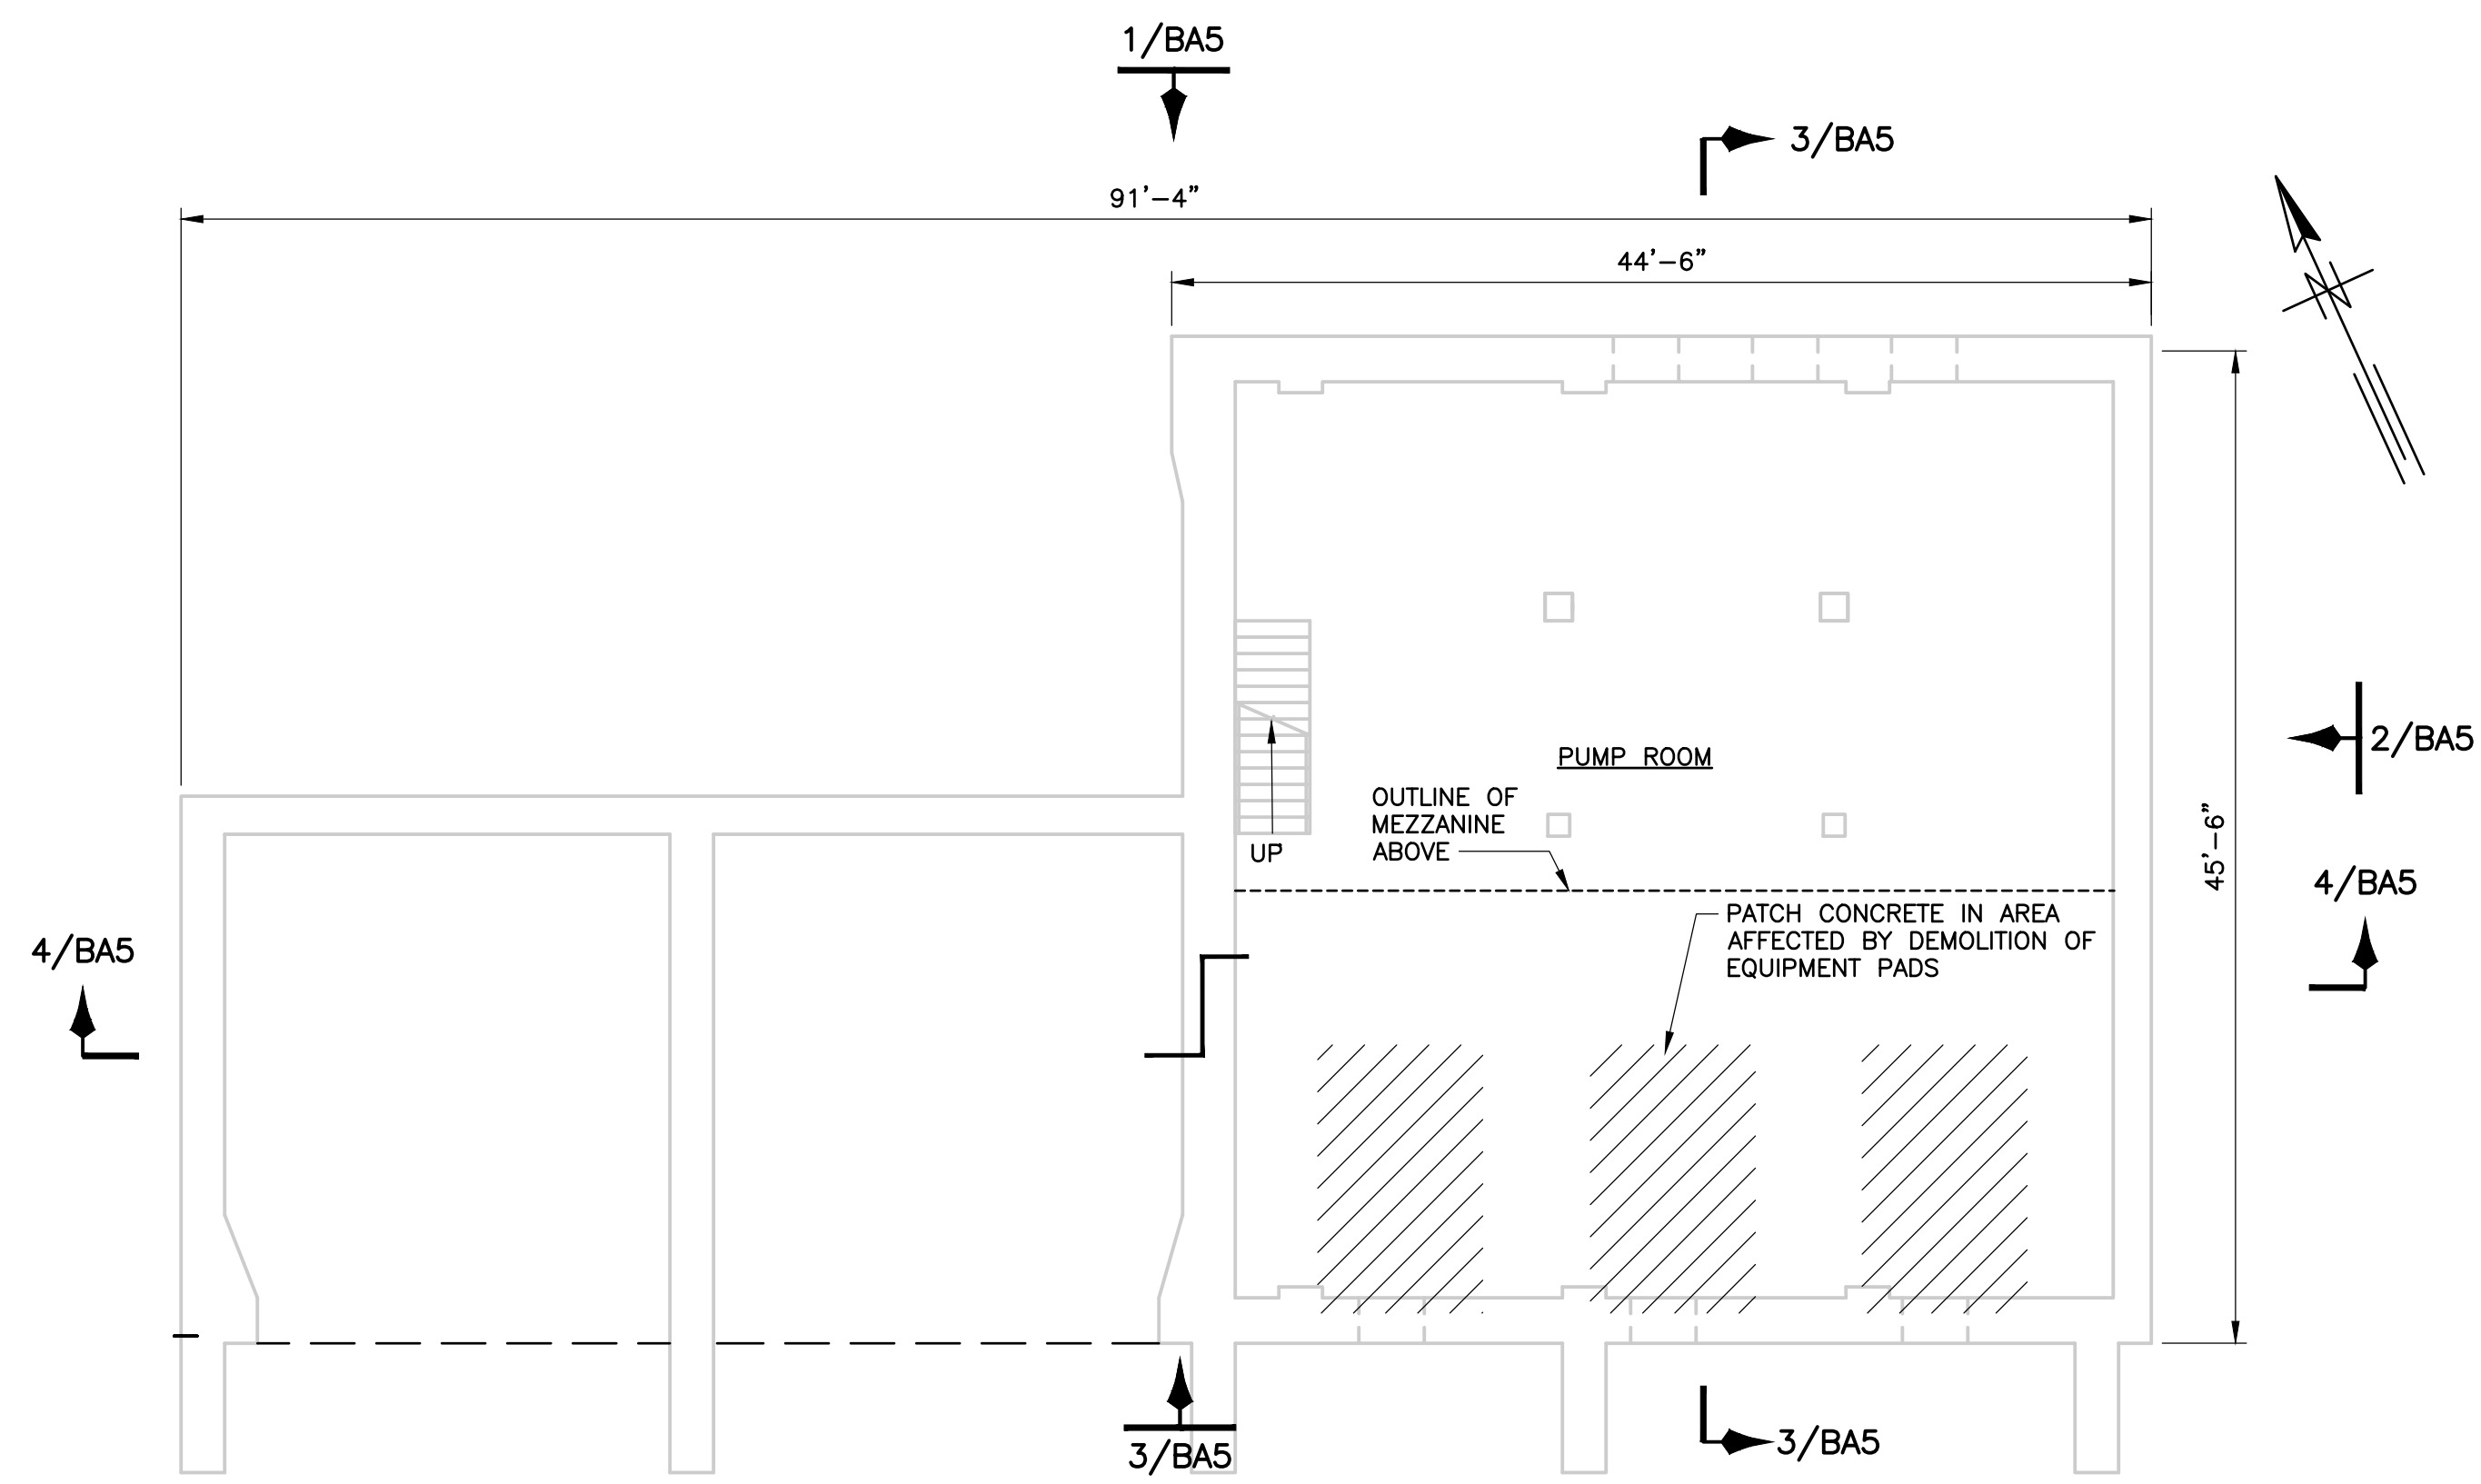 1/BA5
3/BA5
91'-4"
44'-6"
N
PUMP ROOM
2/BA5
OUTLINE OF
MEZZANINE
ABOVE
UP
45'-6"
4/BA5
PATCH CONCRETE IN AREA
AFFECTED BY DEMOLITION OF
EQUIPMENT PADS
4/BA5
3/BA5
3/BA5